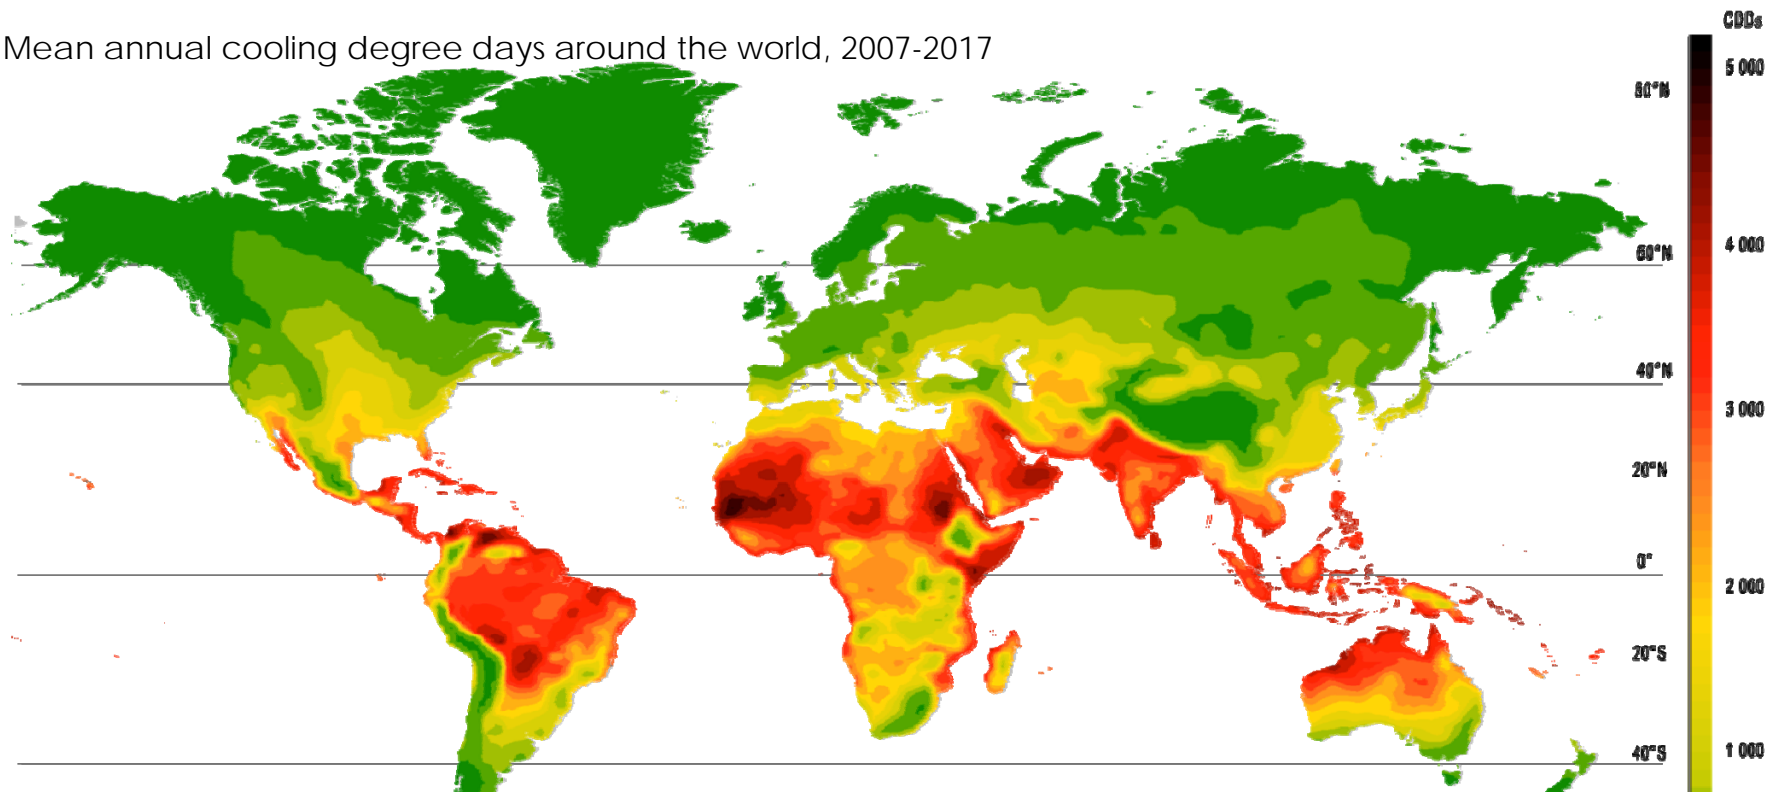 CDDs
Mean annual cooling degree days around the world, 2007-2017
5 000
80°N
4 000
60°N
40°N
3 000
20°N
0°
2 000
20°S
1 000
40°S